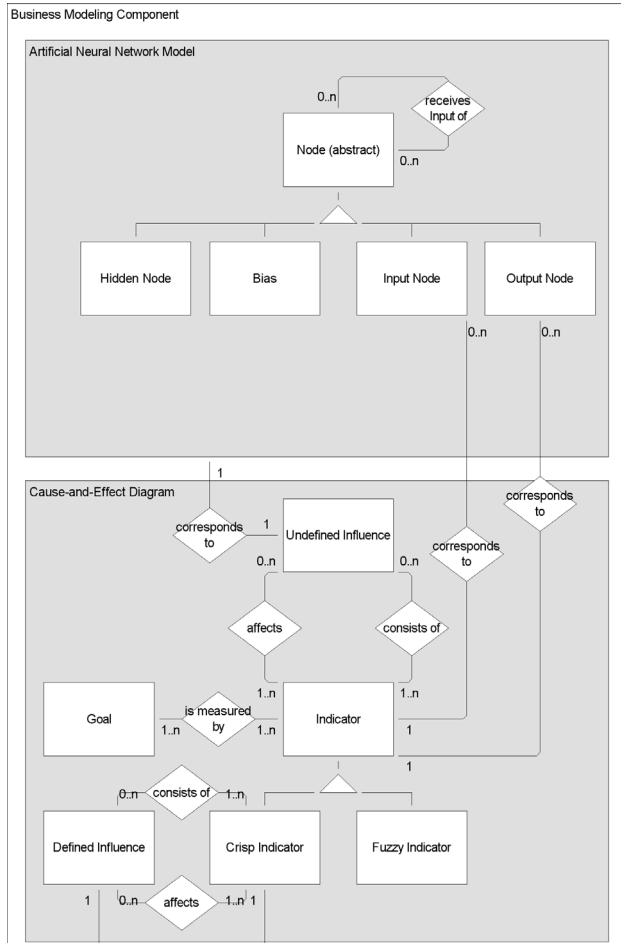 Business Modeling Component
Artificial Neural Network Model
0..n
receives
Input of
Node (abstract)
0..n
Hidden Node
Bias
Input Node
Output Node
0..n
0..n
1
Cause-and-Effect Diagram
corresponds
to
1
corresponds
to
Undefined Influence
corresponds
to
0..n
0..n
affects
consists of
1..n
1..n
Goal
is measured
by
Indicator
1..n
1..n
1
1
0..n
consists of
1..n
Defined Influence
Crisp Indicator
Fuzzy Indicator
1
0..n
affects
1..n
1